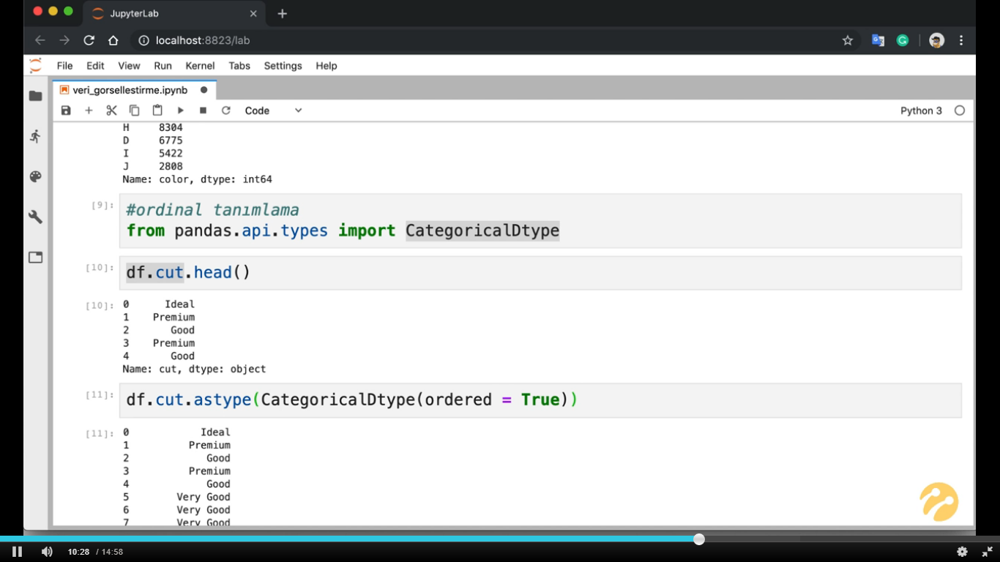 JupyterLab
localhost:8823/lab
File Edit View Run Kernel Tabs Settings Help
veri_gorsellestirme.ipynb
Code
Python 3
H 8304
D 6775
I 5422
J 2808
Name: color, dtype: int64
[9]: #ordinal tanımlama
from pandas.api.types import CategoricalDtype
[10]: df.cut.head()
[10]: 0 Ideal
1 Premium
2 Good
3 Premium
4 Good
Name: cut, dtype: object
[11]: df.cut.astype(CategoricalDtype(ordered = True))
[11]: 0 Ideal
1 Premium
2 Good
3 Premium
4 Good
5 Very Good
6 Very Good
7 Very Good
10:28 / 14:58